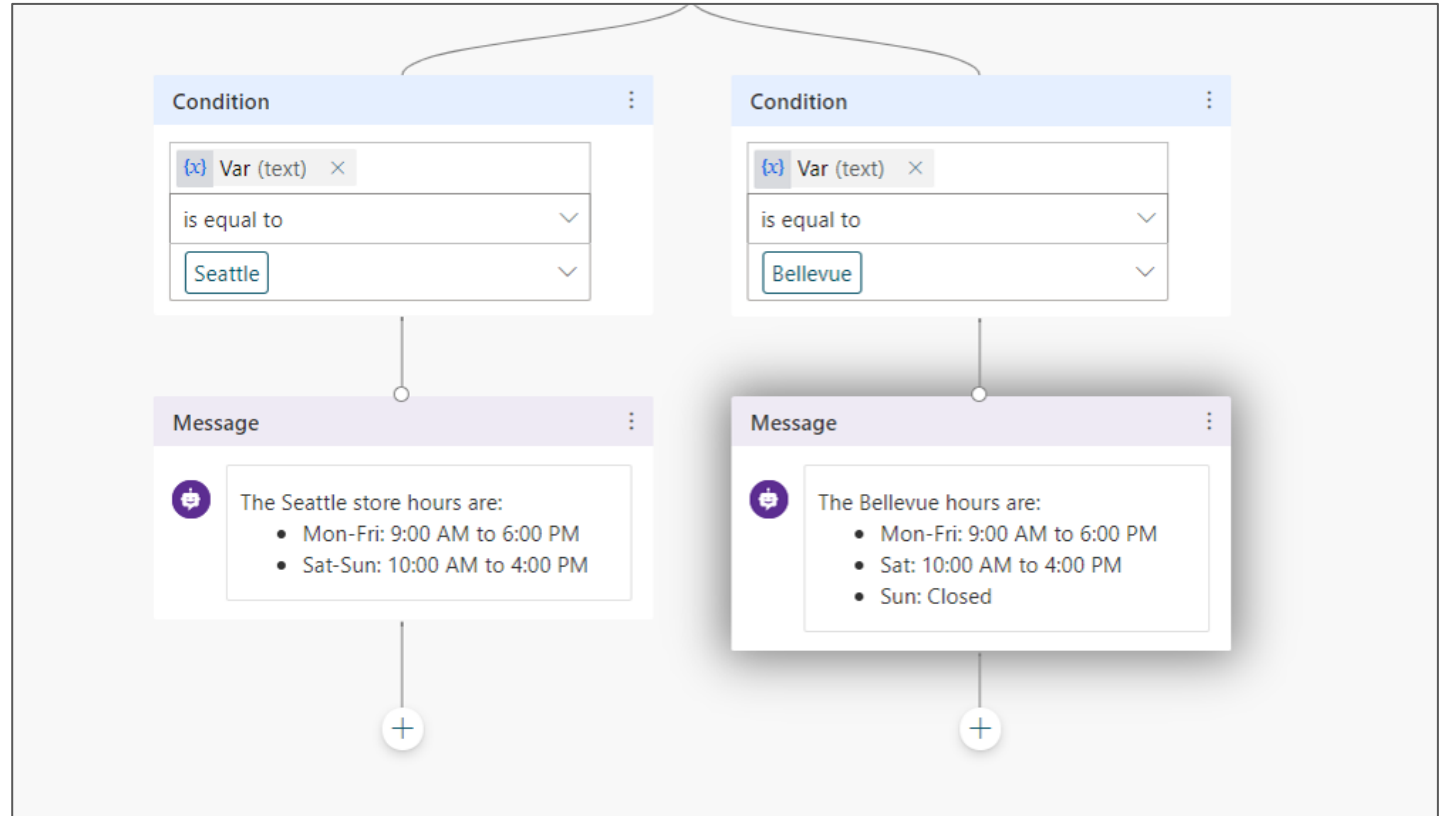 Condition
{x} Var (text)
is equal to
Seattle
Message
The Seattle store hours are:
• Mon-Fri: 9:00 AM to 6:00 PM
• Sat-Sun: 10:00 AM to 4:00 PM
Condition
{x} Var (text)
is equal to
Bellevue
Message
The Bellevue hours are:
• Mon-Fri: 9:00 AM to 6:00 PM
• Sat: 10:00 AM to 4:00 PM
• Sun: Closed